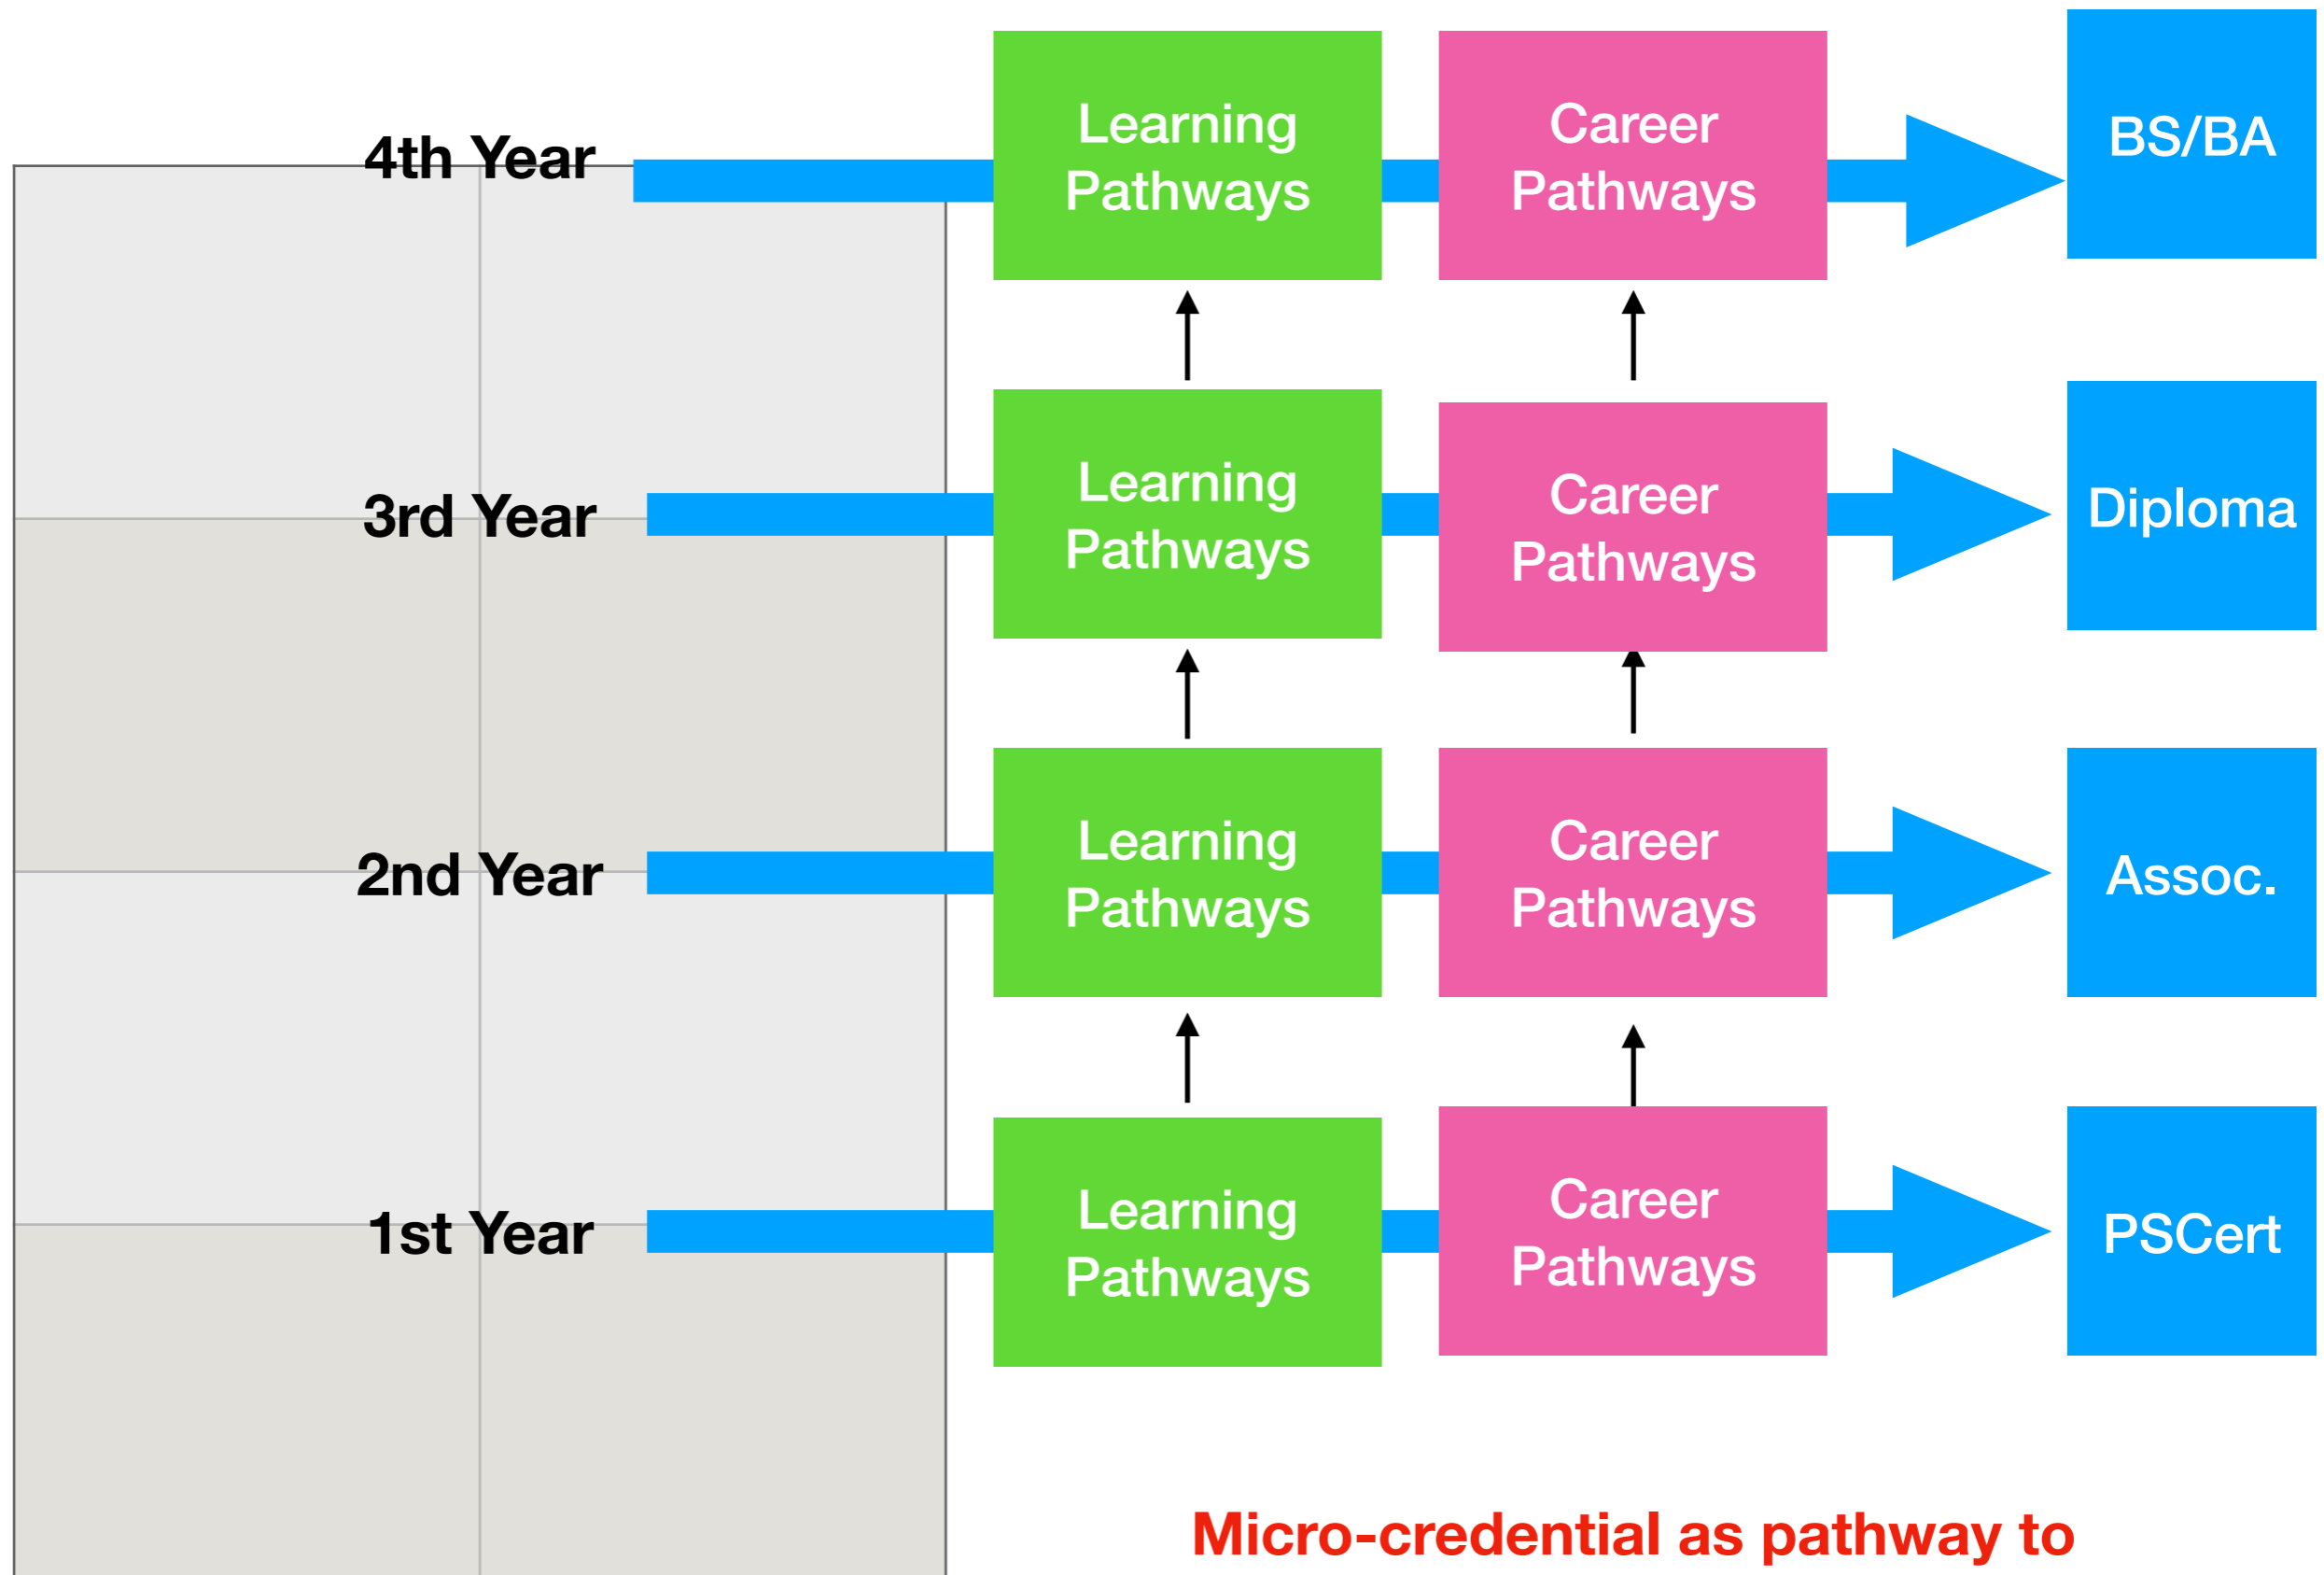 4th Year
Learning
Pathways
Career
Pathways
BS/BA
3rd Year
Learning
Pathways
Career
Pathways
Diploma
2nd Year
Learning
Pathways
Career
Pathways
Assoc.
1st Year
Learning
Pathways
Career
Pathways
PSCert
Micro-credential as pathway to